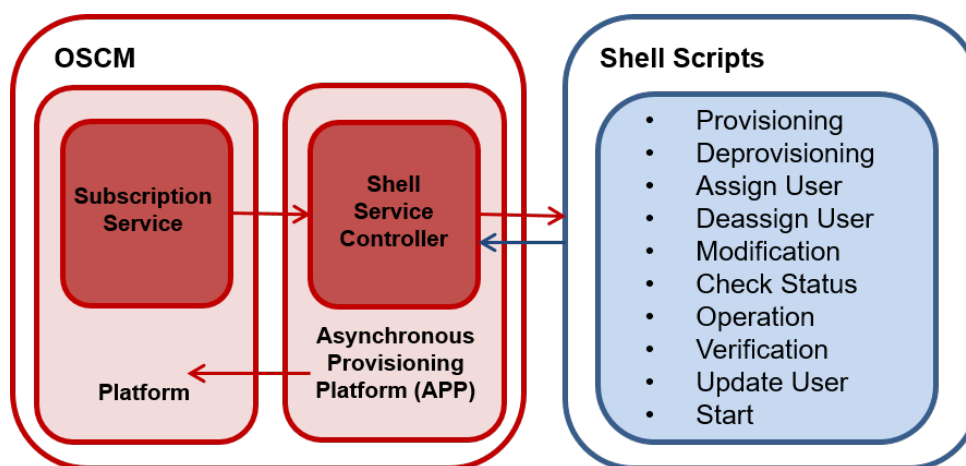 OSCM
Subscription
Service
Platform
Shell
Service
Controller
Asynchronous
Provisioning
Platform (APP)
Shell Scripts
• Provisioning
• Deprovisioning
• Assign User
• Deassign User
• Modification
• Check Status
• Operation
• Verification
• Update User
• Start